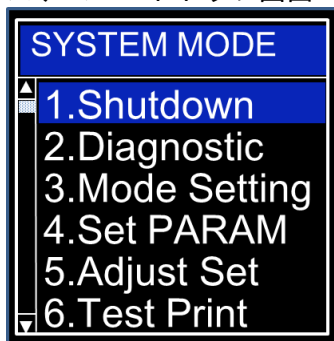 SYSTEM MODE
1.Shutdown
2.Diagnostic
3.Mode Setting
4.Set PARAM
5.Adjust Set
6.Test Print